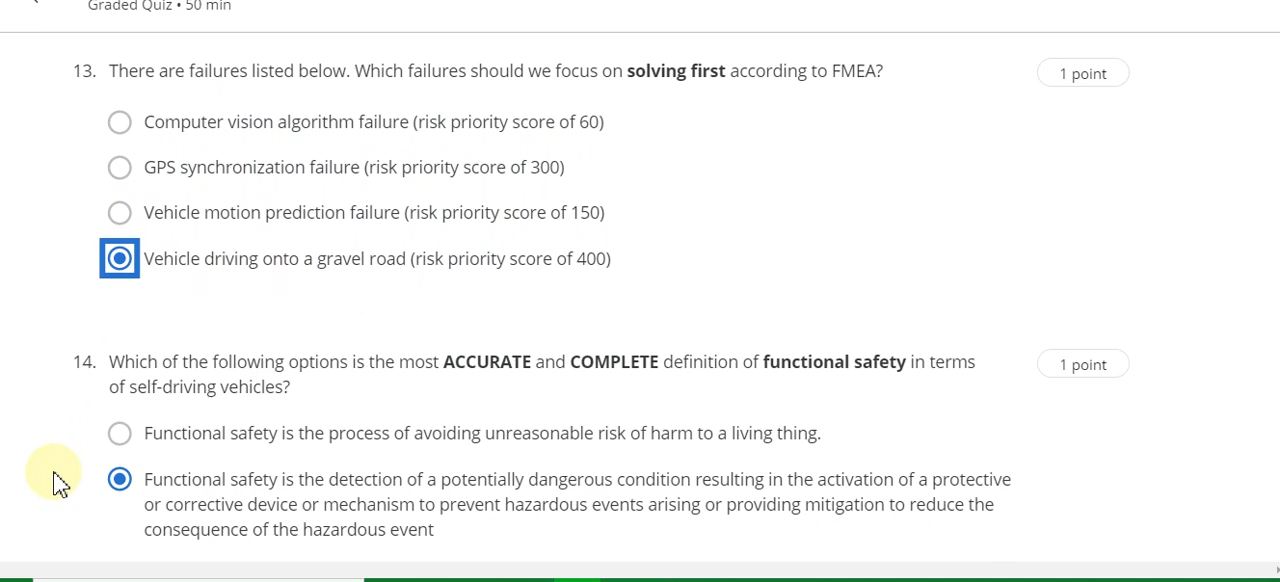 Graded Quiz • 50 min
13. There are failures listed below. Which failures should we focus on solving first according to FMEA?
1 point
Computer vision algorithm failure (risk priority score of 60)
GPS synchronization failure (risk priority score of 300)
Vehicle motion prediction failure (risk priority score of 150)
Vehicle driving onto a gravel road (risk priority score of 400)
14. Which of the following options is the most ACCURATE and COMPLETE definition of functional safety in terms
of self-driving vehicles?
1 point
Functional safety is the process of avoiding unreasonable risk of harm to a living thing.
Functional safety is the detection of a potentially dangerous condition resulting in the activation of a protective
or corrective device or mechanism to prevent hazardous events arising or providing mitigation to reduce the
consequence of the hazardous event